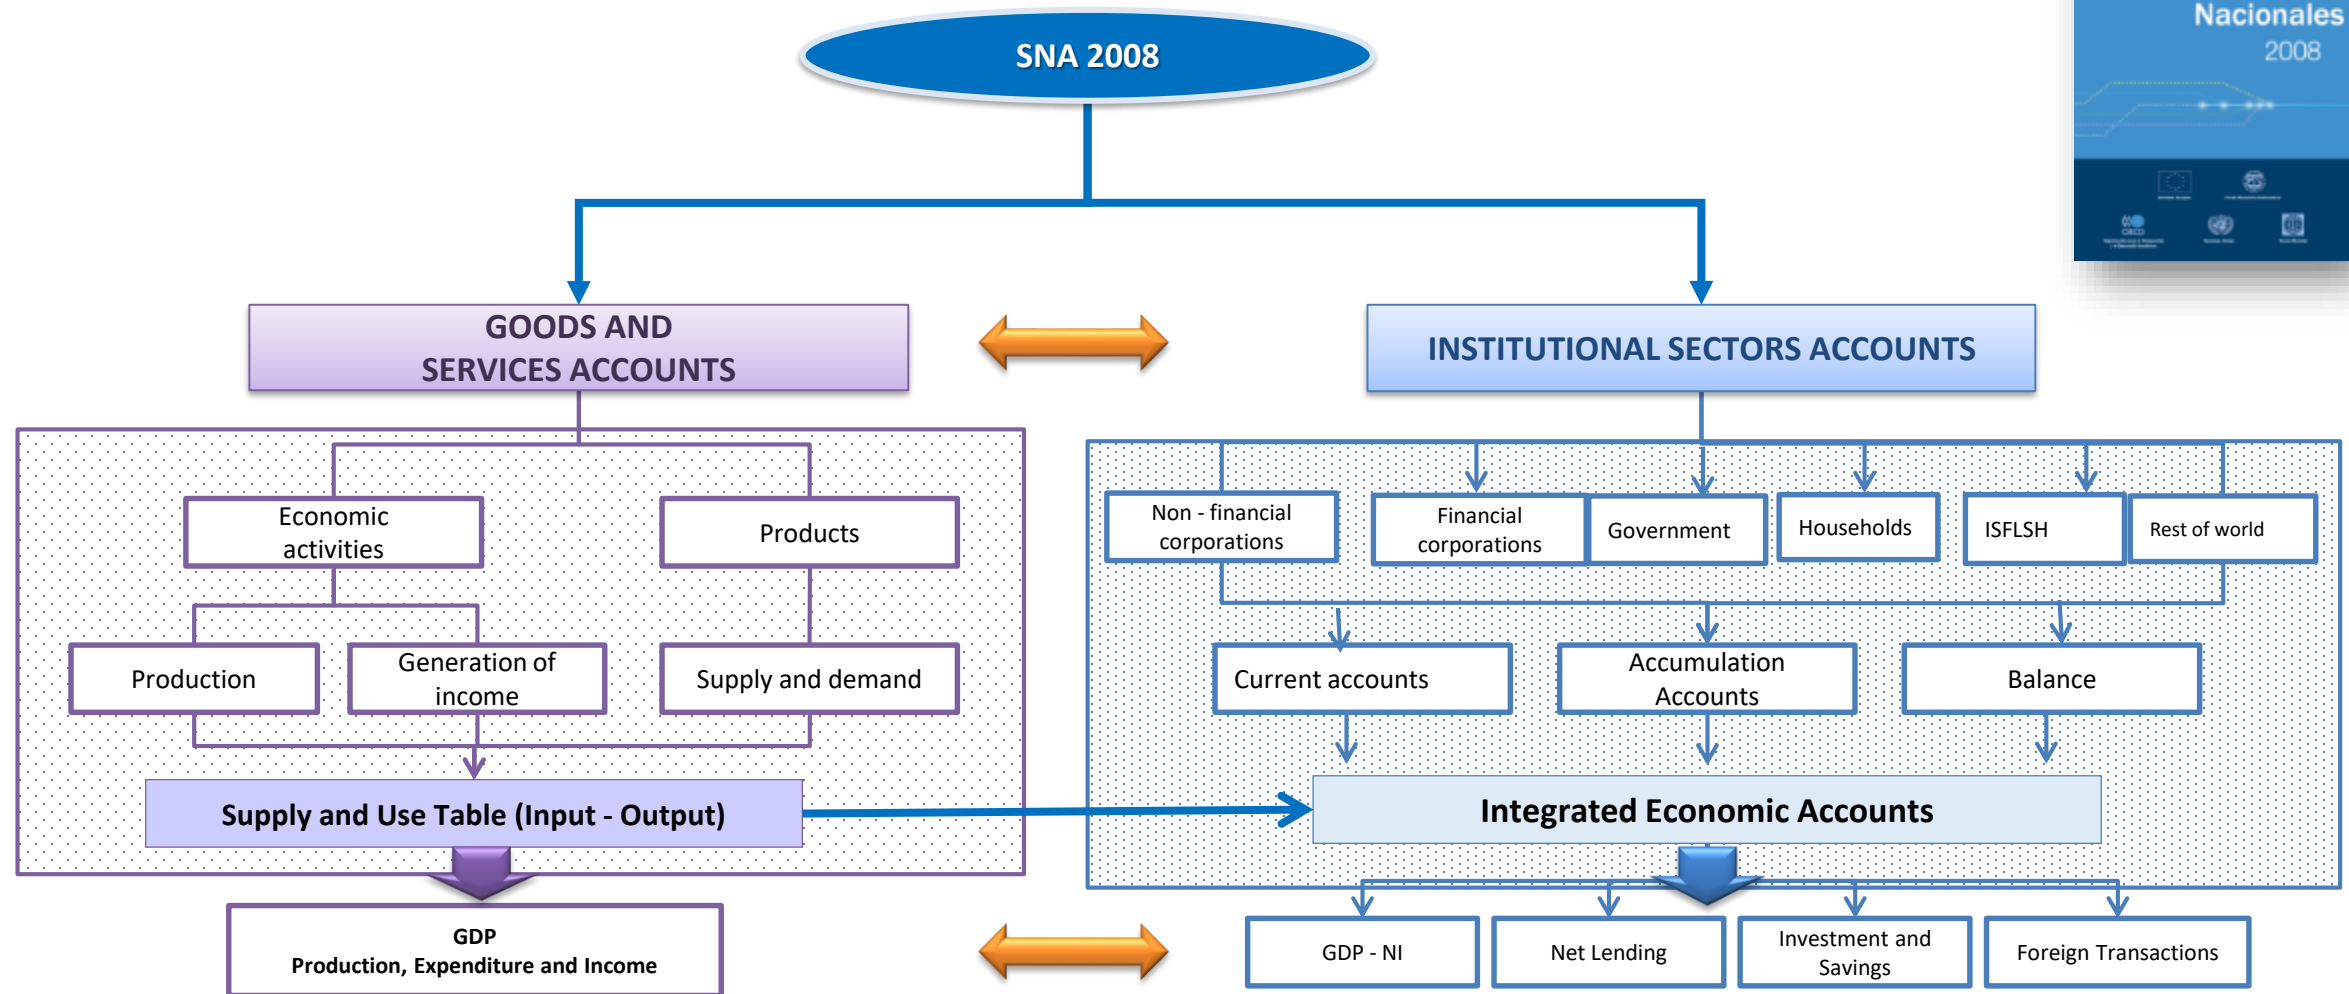 Nacionales
2008
OECD
SNA 2008
GOODS AND
SERVICES ACCOUNTS
INSTITUTIONAL SECTORS ACCOUNTS
Economic
activities
Products
Non - financial
corporations
Financial
corporations
Government
Households
ISFLSH
Rest of world
Production
Generation of
income
Supply and demand
Current accounts
Accumulation
Accounts
Balance
Supply and Use Table (Input - Output)
Integrated Economic Accounts
GDP
Production, Expenditure and Income
GDP - NI
Net Lending
Investment and
Savings
Foreign Transactions